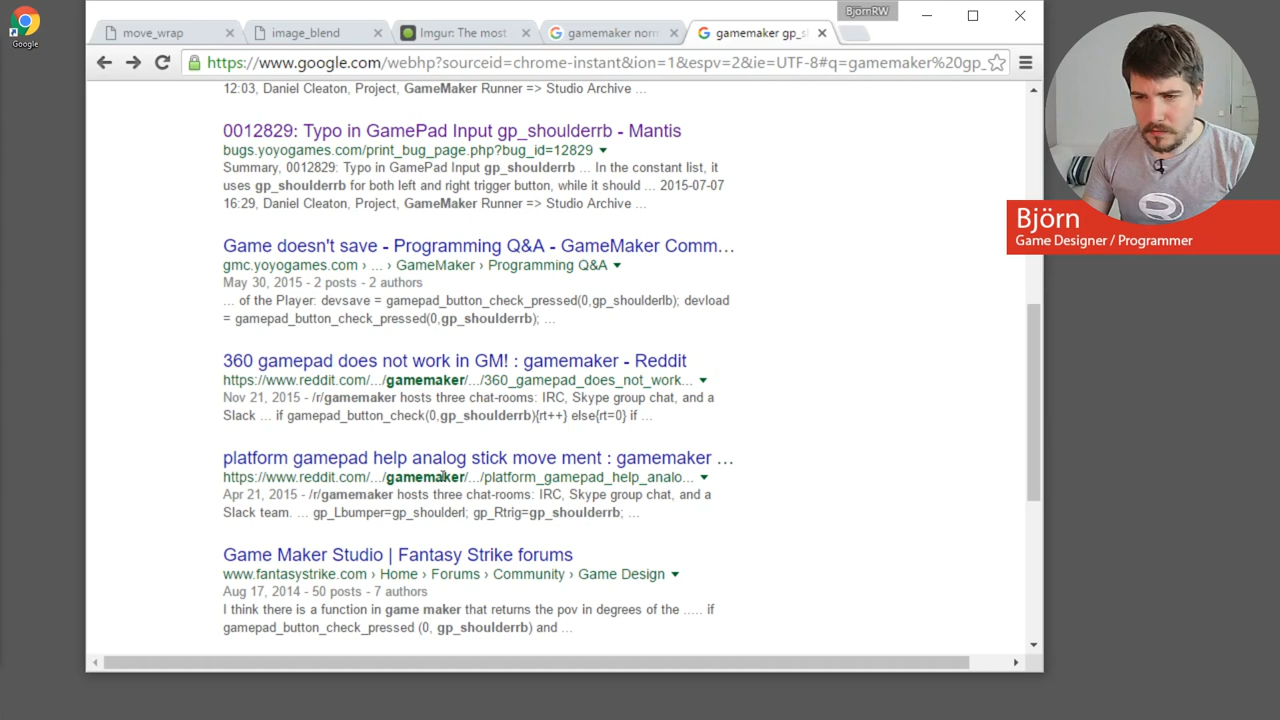 BjörnRW
move_wrap
image_blend
Imgur: The most
gamemaker norn
gamemaker gp_s
https://www.google.com/webhp?sourceid=chrome-instant&ion=1&espv=2&ie=UTF-8#q=gamemaker%20gp_
Google
12:03, Daniel Cleaton, Project, GameMaker Runner => Studio Archive ...
0012829: Typo in GamePad Input gp_shoulderrb - Mantis
bugs.yoyogames.com/print_bug_page.php?bug_id=12829
Summary, 0012829: Typo in GamePad Input gp_shoulderrb ... In the constant list, it
uses gp_shoulderrb for both left and right trigger button, while it should ... 2015-07-07
16:29, Daniel Cleaton, Project, GameMaker Runner => Studio Archive ...
Game doesn't save - Programming Q&A - GameMaker Comm...
gmc.yoyogames.com › ... › GameMaker › Programming Q&A
May 30, 2015 - 2 posts - 2 authors
... of the Player: devsave = gamepad_button_check_pressed(0,gp_shoulderlb); devload
= gamepad_button_check_pressed(0,gp_shoulderrb); ...
360 gamepad does not work in GM! : gamemaker - Reddit
https://www.reddit.com/.../gamemaker/.../360_gamepad_does_not_work...
Nov 21, 2015 - /r/gamemaker hosts three chat-rooms: IRC, Skype group chat, and a
Slack ... if gamepad_button_check(0,gp_shoulderrb){rt++} else{rt=0} if ...
platform gamepad help analog stick move ment : gamemaker ...
https://www.reddit.com/.../gamemaker/.../platform_gamepad_help_analo...
Apr 21, 2015 - /r/gamemaker hosts three chat-rooms: IRC, Skype group chat, and a
Slack team. ... gp_Lbumper=gp_shoulderl; gp_Rtrig=gp_shoulderrb; ...
Game Maker Studio | Fantasy Strike forums
www.fantasystrike.com › Home › Forums › Community › Game Design
Aug 17, 2014 - 50 posts - 7 authors
I think there is a function in game maker that returns the pov in degrees of the ..... if
gamepad_button_check_pressed (0, gp_shoulderrb) and ...
Björn
Game Designer / Programmer